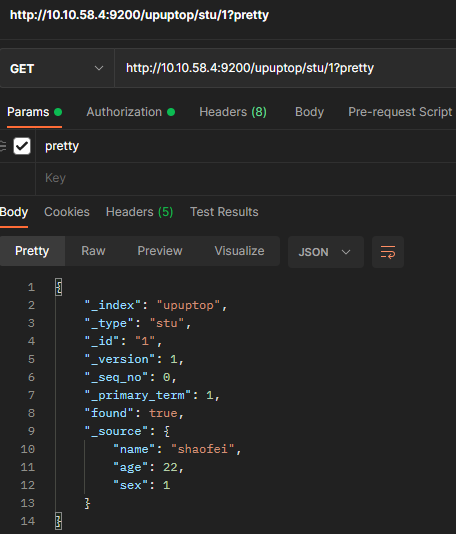 http://10.10.58.4:9200/upuptop/stu/1?pretty
GET http://10.10.58.4:9200/upuptop/stu/1?pretty
Params Authorization Headers (8) Body Pre-request Script
pretty
Key
Body Cookies Headers (5) Test Results
Pretty Raw Preview Visualize JSON
1 {
2 "_index": "upuptop",
3 "_type": "stu",
4 "_id": "1",
5 "_version": 1,
6 "_seq_no": 0,
7 "_primary_term": 1,
8 "found": true,
9 "_source": {
10 "name": "shaofei",
11 "age": 22,
12 "sex": 1
13 }
14 }